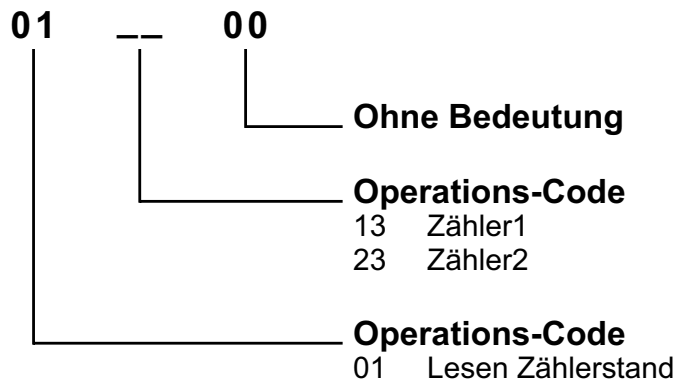 01 __ 00
Ohne Bedeutung
Operations-Code
13 Zähler1
23 Zähler2
Operations-Code
01 Lesen Zählerstand